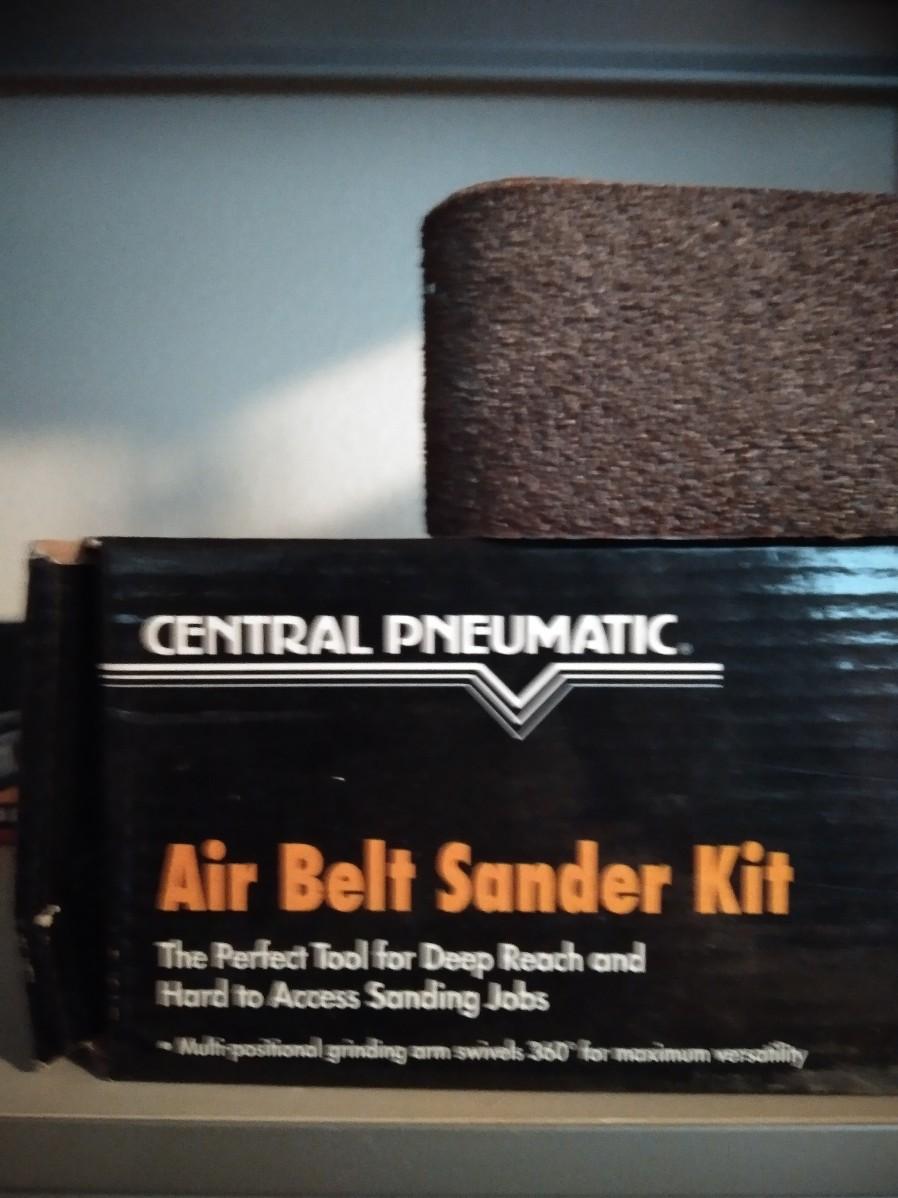 CENTRAL PNEUMATIC®
Air Belt Sander Kit
The Perfect Tool for Deep Reach and
Hard to Access Sanding Jobs
• Multi-positional grinding arm swivels 360° for maximum versatility